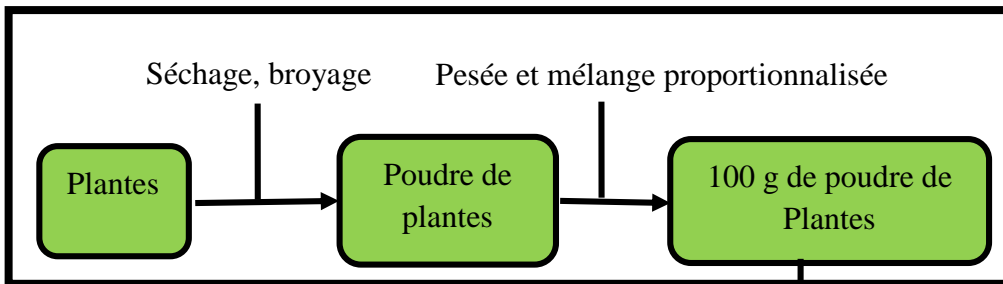 Séchage, broyage
Pesée et mélange proportionnalisée
Plantes
Poudre de
plantes
100 g de poudre de
Plantes